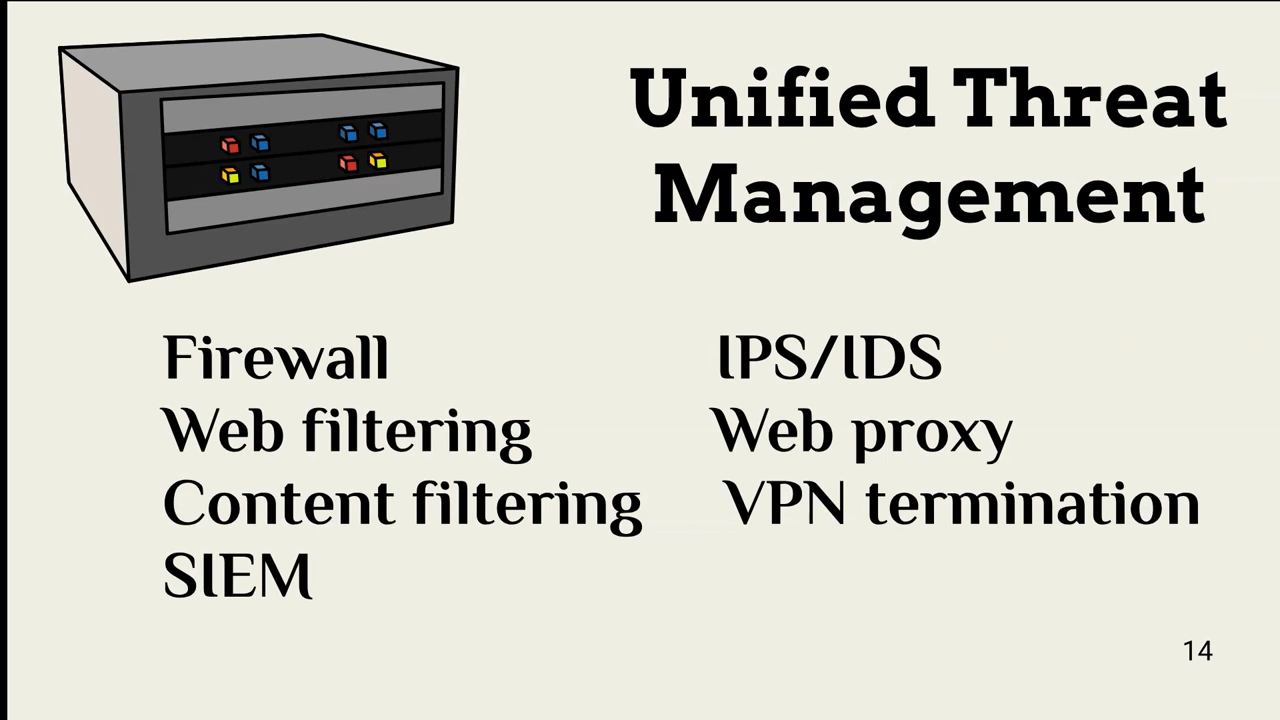 Unified Threat
Management
Firewall
Web filtering
Content filtering
SIEM
IPS/IDS
Web proxy
VPN termination
14